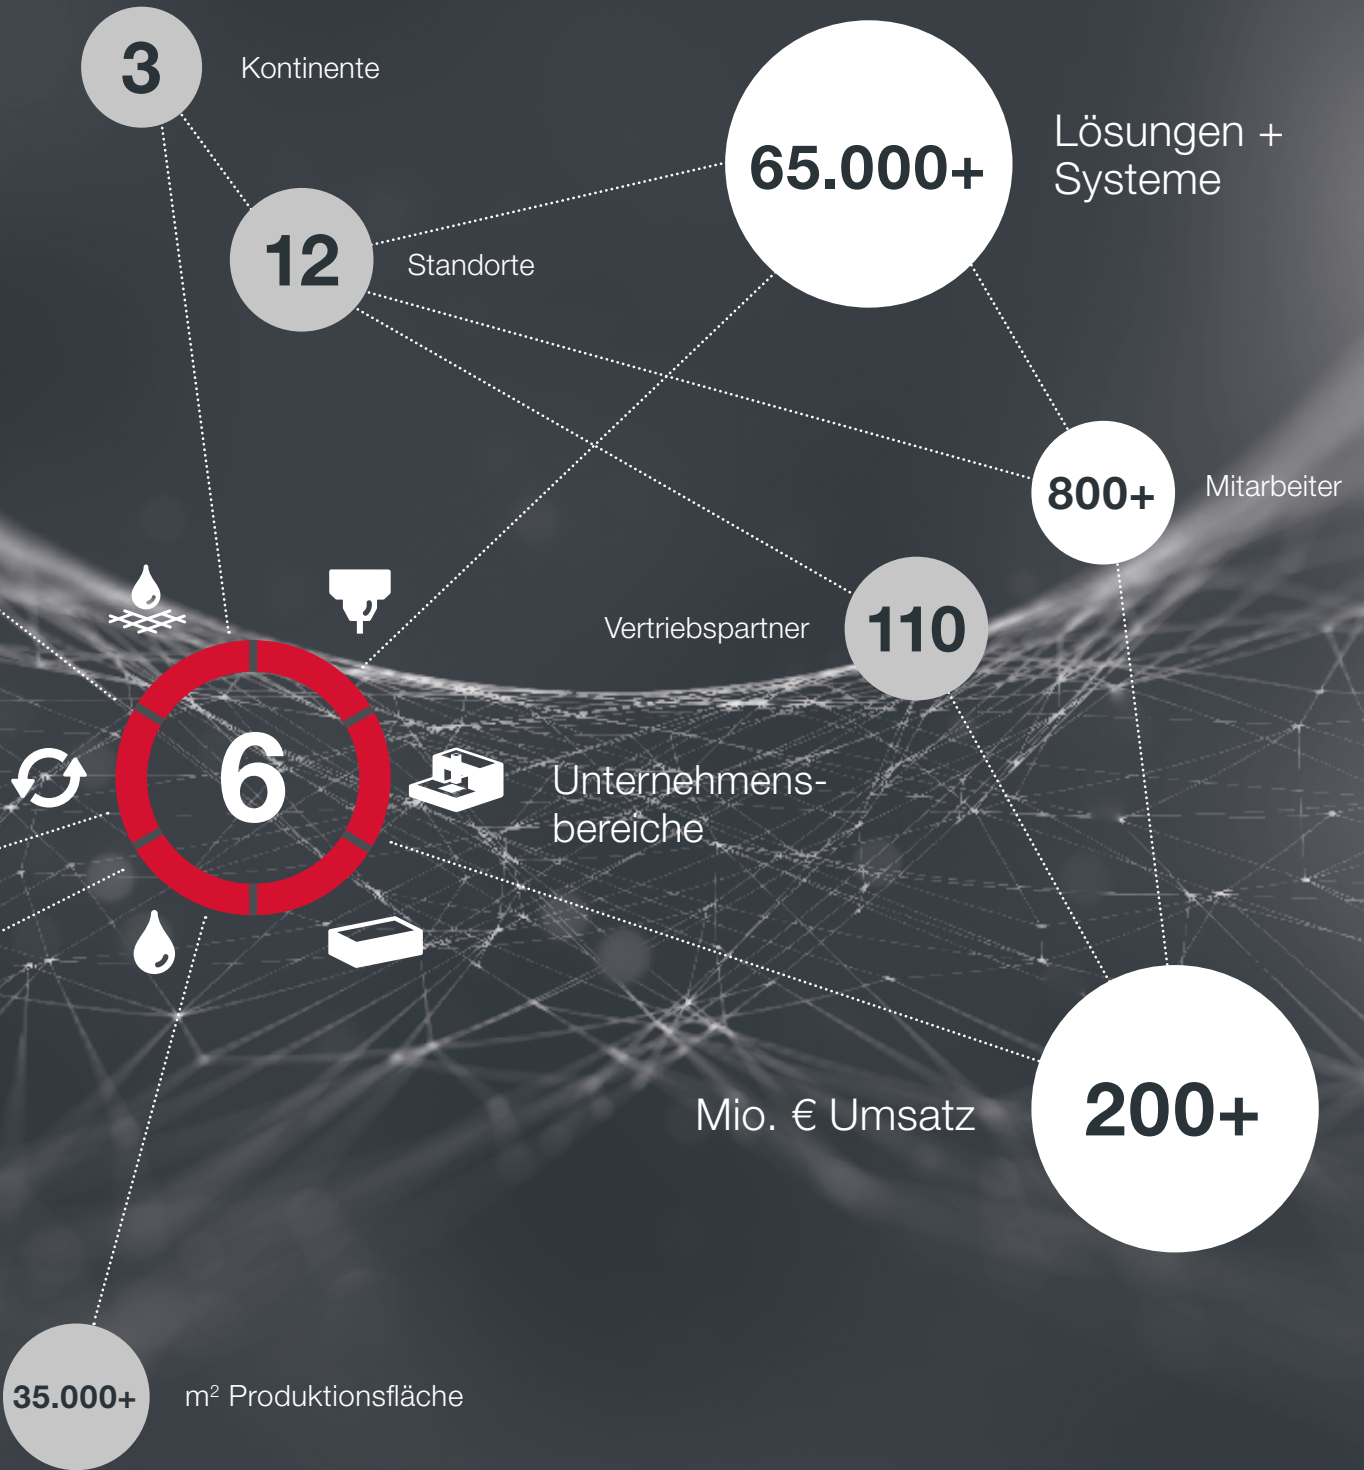 3
Kontinente
65.000+
Lösungen +
Systeme
12
Standorte
800+
Mitarbeiter
Vertriebspartner
110
6
Unternehmens-
bereiche
Mio. € Umsatz
200+
35.000+
m² Produktionsfläche